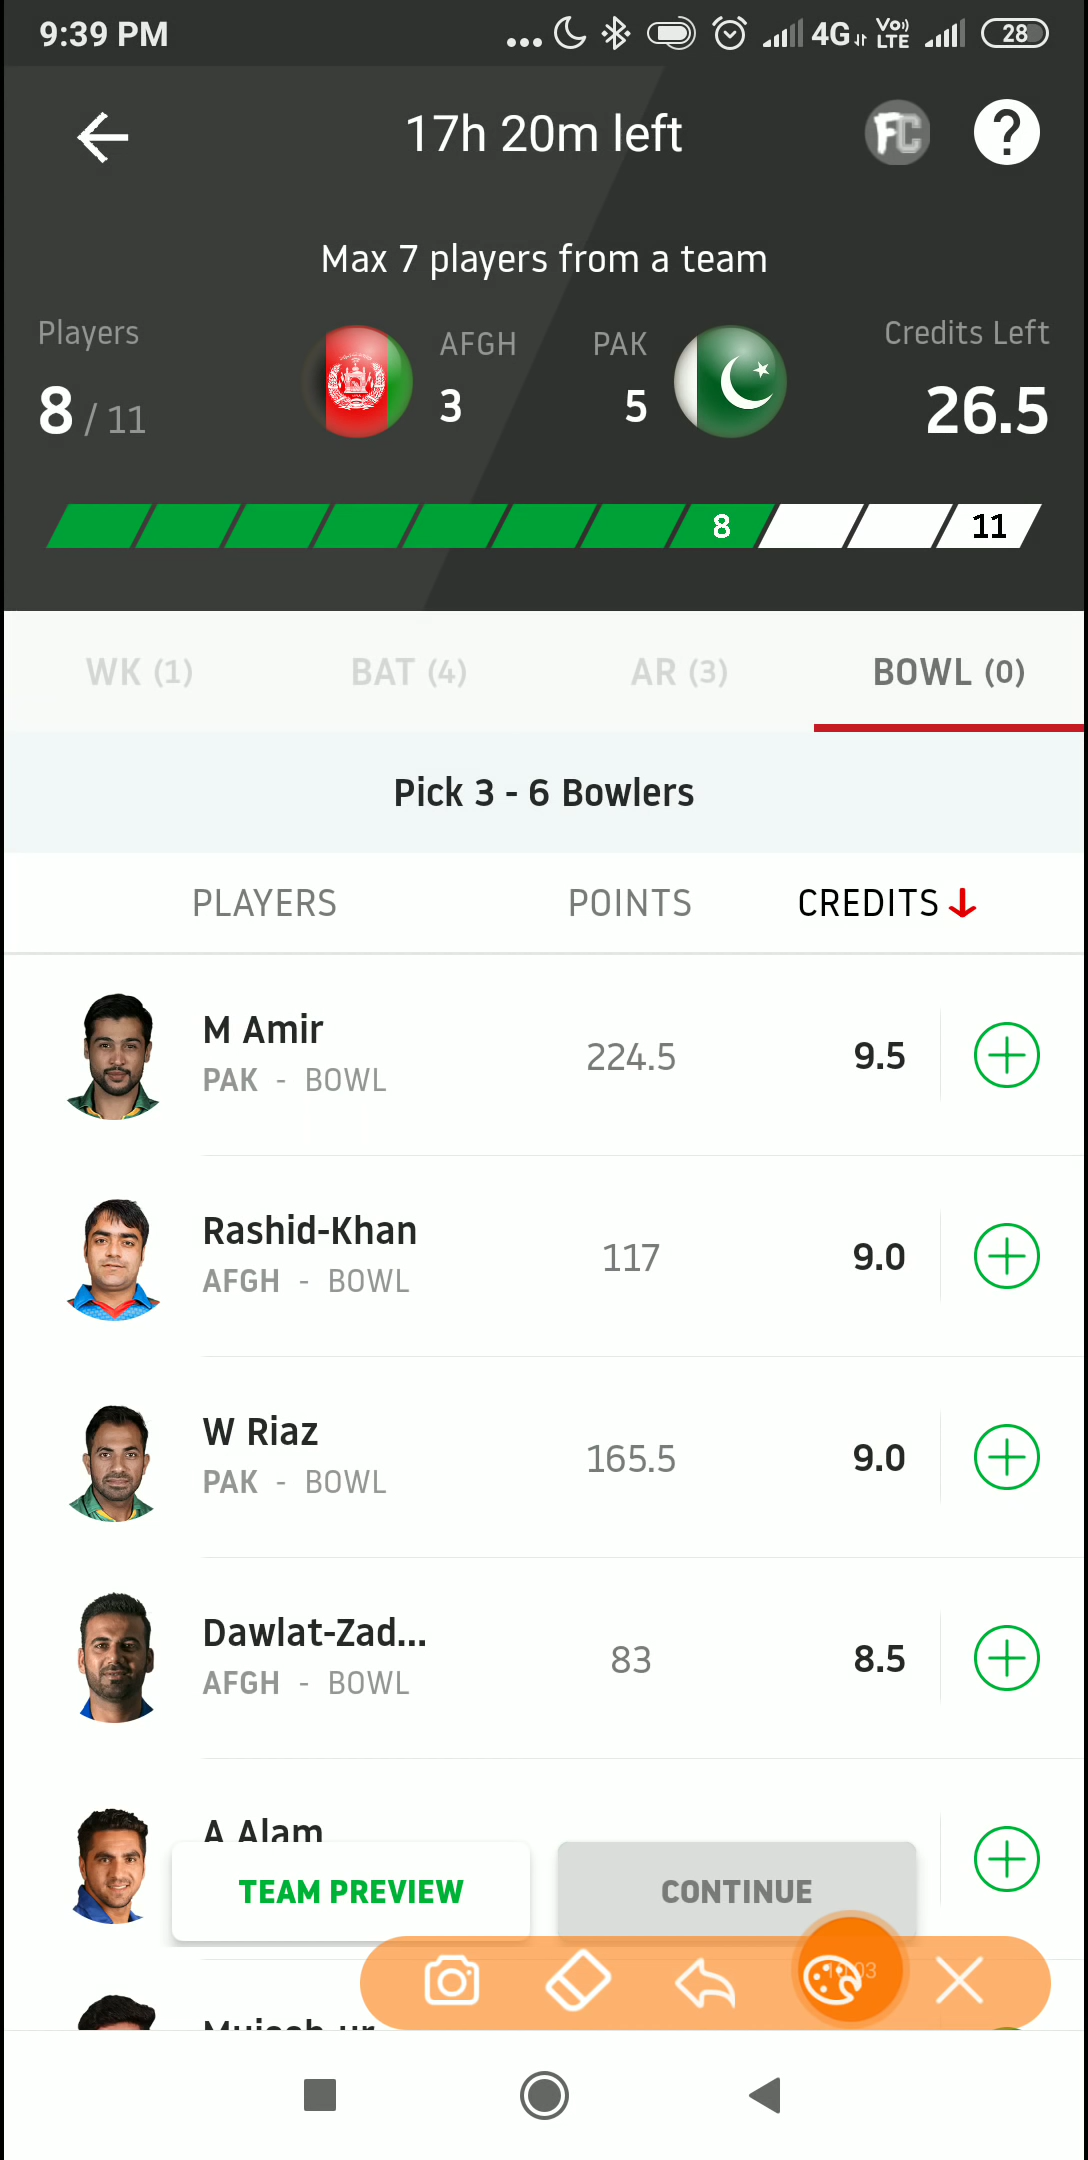 9:39 PM
4G
Vo))
LTE
28
17h 20m left
FC
?
Max 7 players from a team
Players
AFGH
PAK
Credits Left
8 / 11
3
5
26.5
8
11
WK (1)
BAT (4)
AR (3)
BOWL (0)
Pick 3 - 6 Bowlers
PLAYERS
POINTS
CREDITS
M Amir
PAK - BOWL
224.5
9.5
Rashid-Khan
AFGH - BOWL
117
9.0
W Riaz
PAK - BOWL
165.5
9.0
Dawlat-Zad...
AFGH - BOWL
83
8.5
A Alam
TEAM PREVIEW
CONTINUE